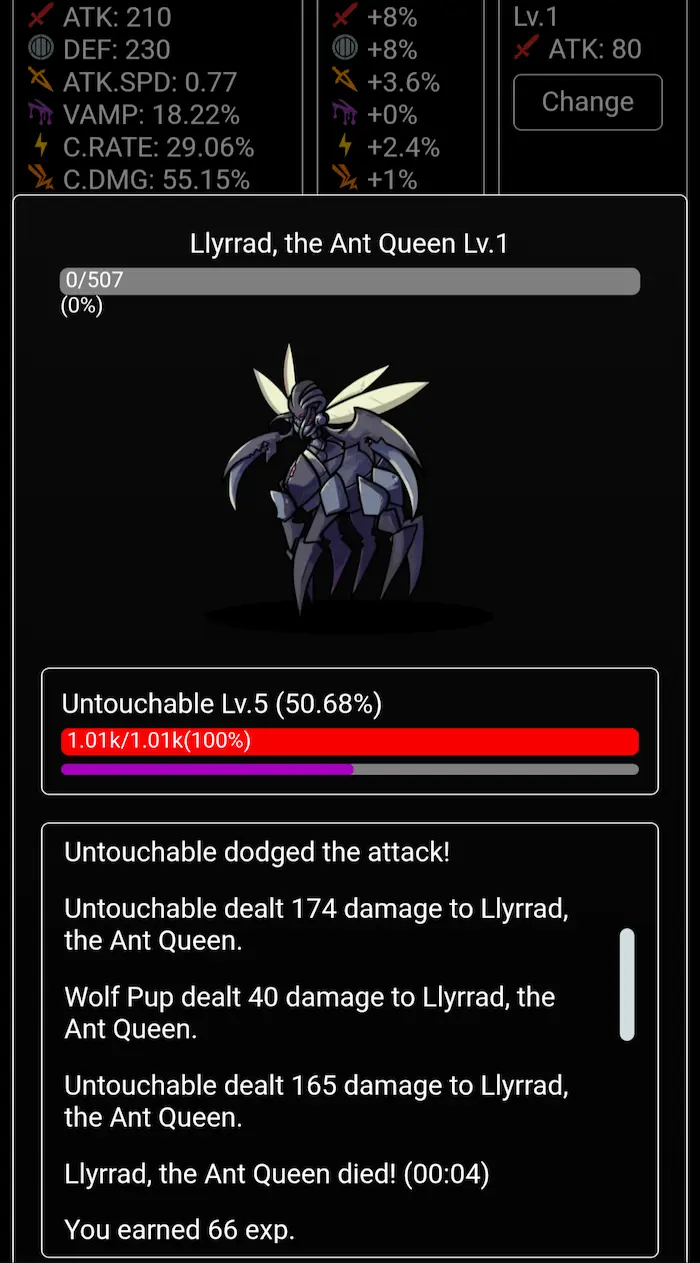 ATK: 210
DEF: 230
ATK.SPD: 0.77
VAMP: 18.22%
C.RATE: 29.06%
C.DMG: 55.15%
+8%
+8%
+3.6%
+0%
+2.4%
+1%
Lv.1
ATK: 80
Change
Llyrrad, the Ant Queen Lv.1
0/507
(0%)
Untouchable Lv.5 (50.68%)
1.01k/1.01k(100%)
Untouchable dodged the attack!
Untouchable dealt 174 damage to Llyrrad,
the Ant Queen.
Wolf Pup dealt 40 damage to Llyrrad, the
Ant Queen.
Untouchable dealt 165 damage to Llyrrad,
the Ant Queen.
Llyrrad, the Ant Queen died! (00:04)
You earned 66 exp.